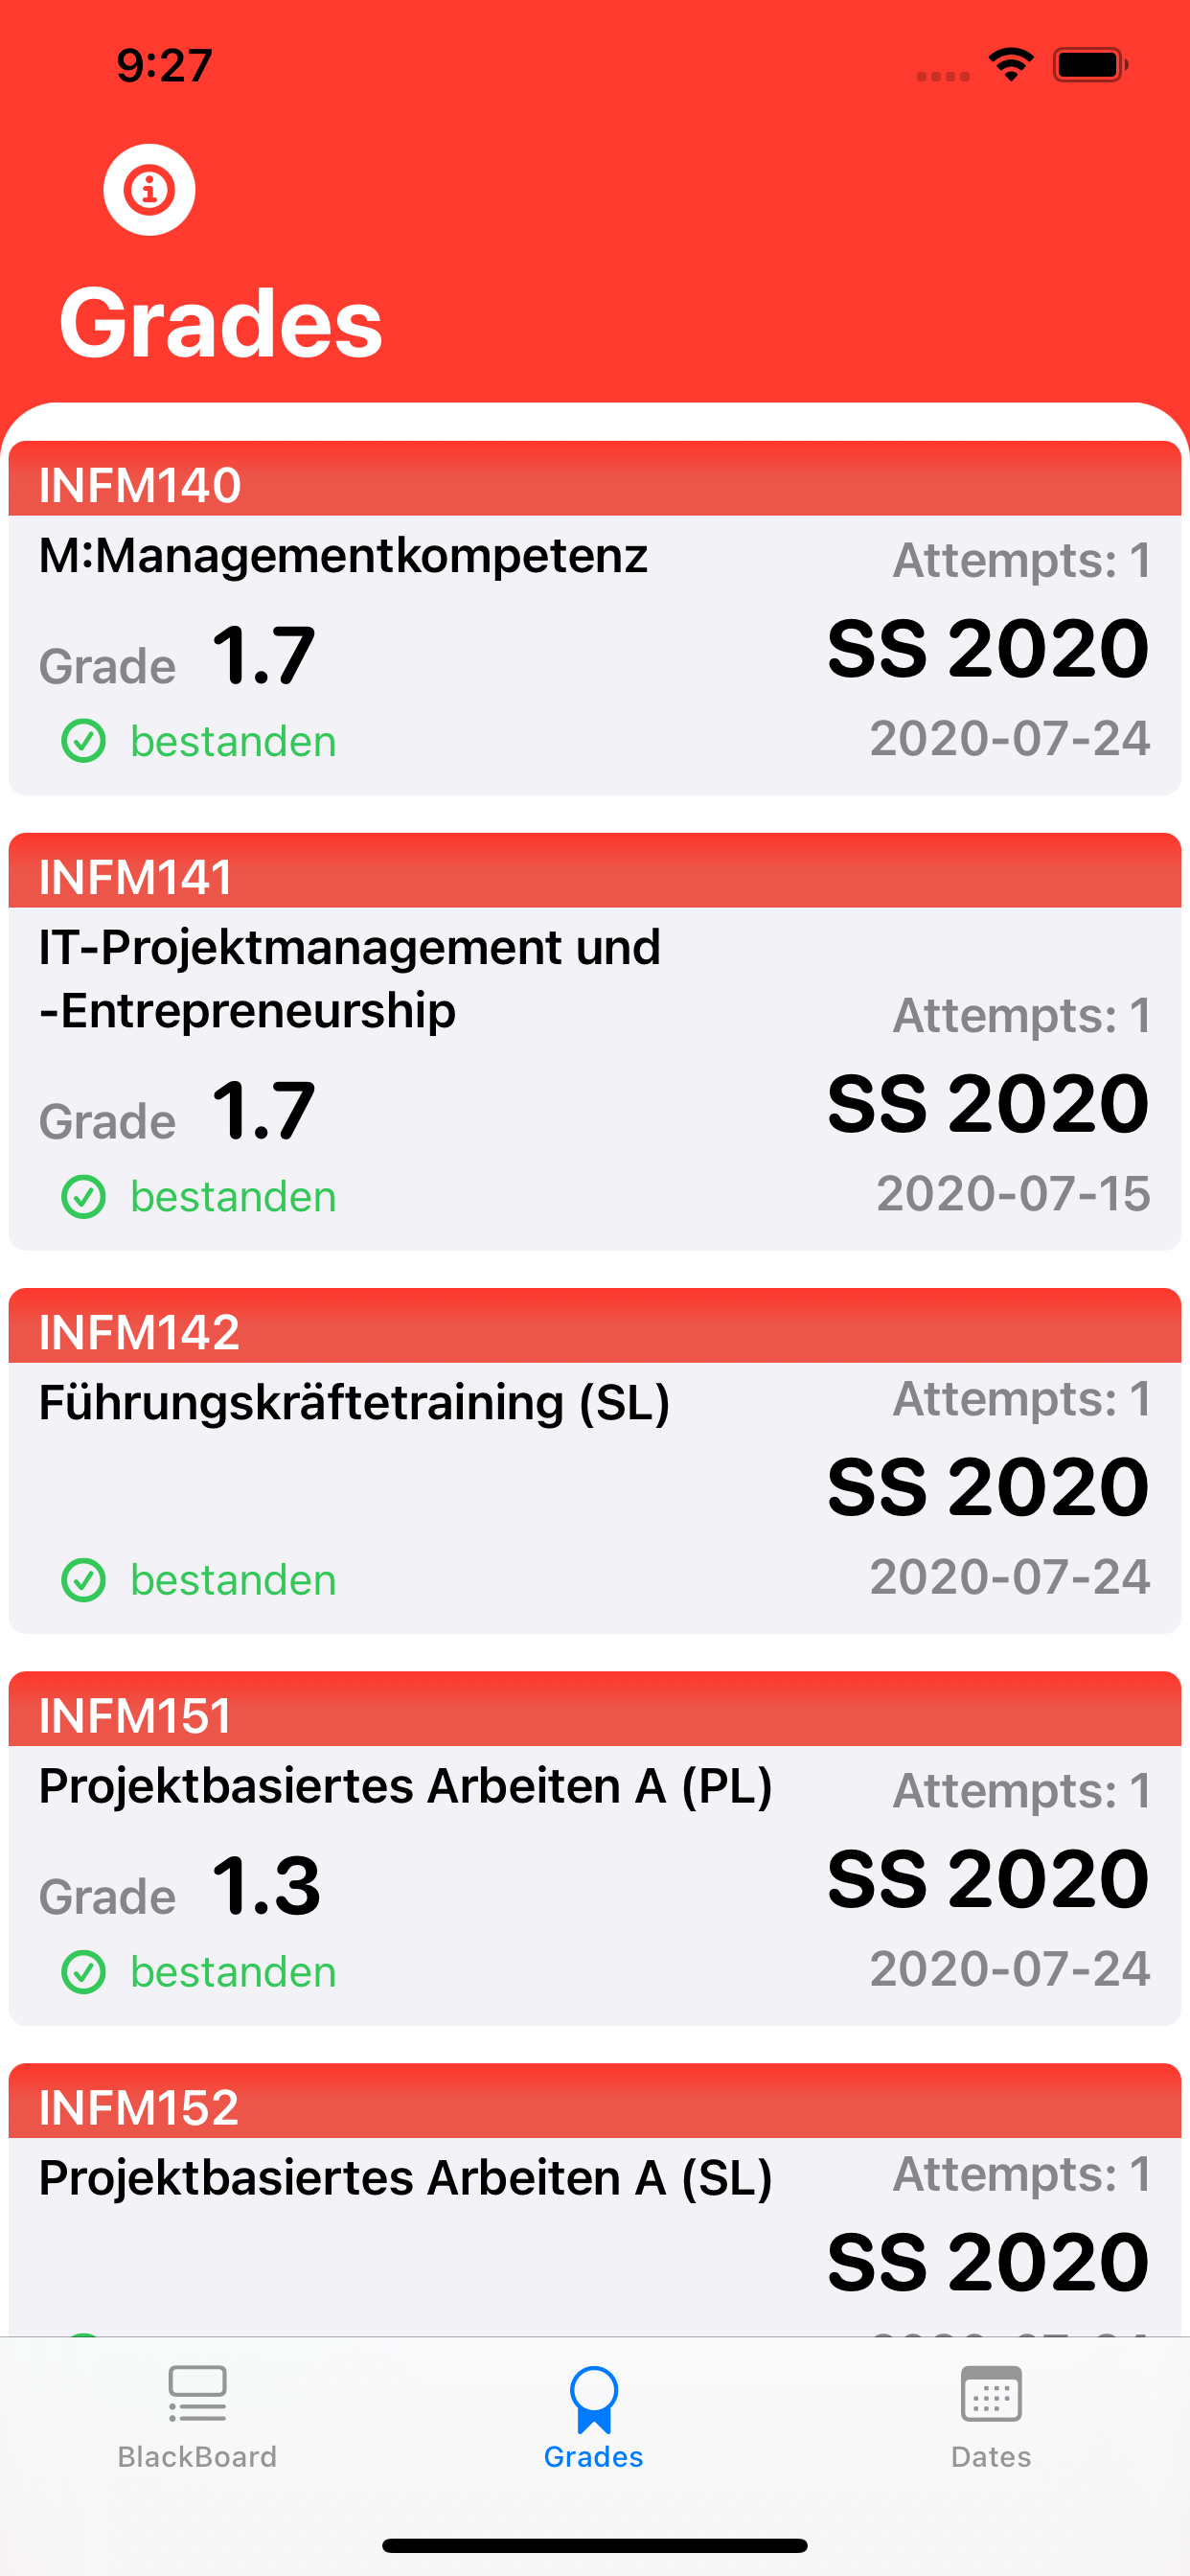 9:27
Grades
INFM140
M:Managementkompetenz
Attempts: 1
Grade 1.7
SS 2020
bestanden
2020-07-24
INFM141
IT-Projektmanagement und
-Entrepreneurship
Attempts: 1
Grade 1.7
SS 2020
bestanden
2020-07-15
INFM142
Führungskräftetraining (SL)
Attempts: 1
SS 2020
bestanden
2020-07-24
INFM151
Projektbasiertes Arbeiten A (PL)
Attempts: 1
Grade 1.3
SS 2020
bestanden
2020-07-24
INFM152
Projektbasiertes Arbeiten A (SL)
Attempts: 1
SS 2020
BlackBoard
Grades
Dates